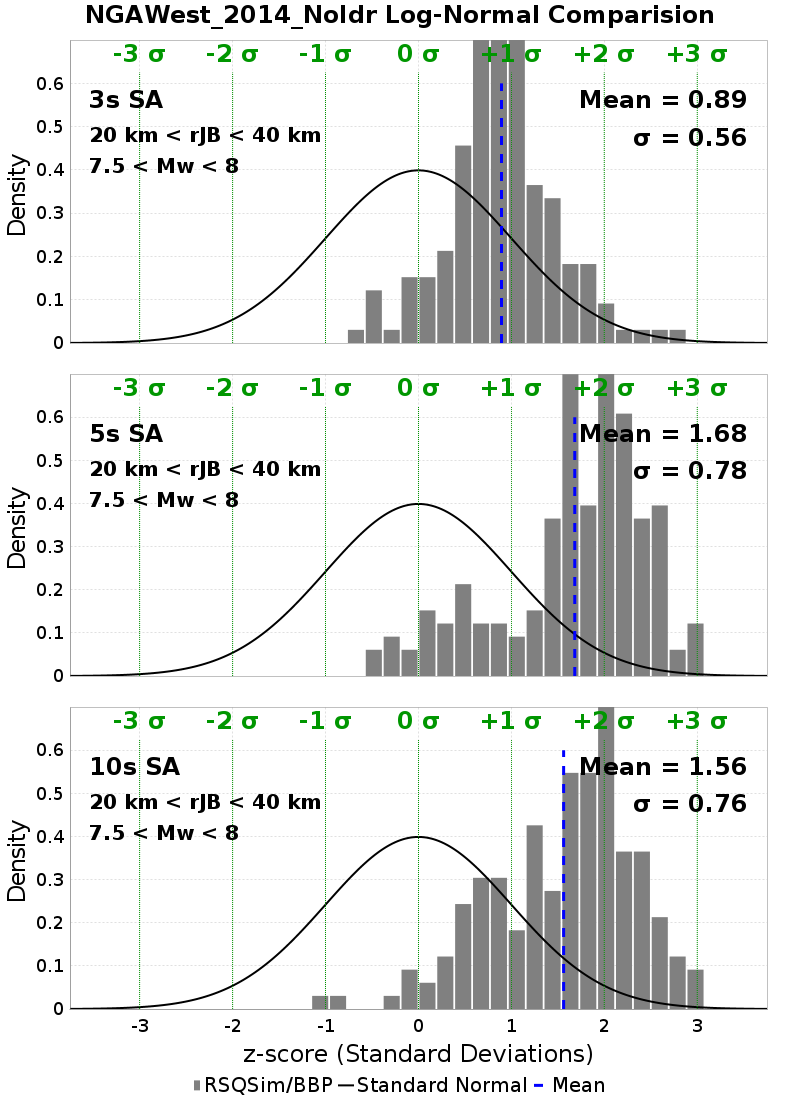 NGAWest_2014_NoIdr Log-Normal Comparision
-3 σ -2 σ -1 σ 0 σ +1 σ +2 σ +3 σ
3s SA
20 km < rJB < 40 km
7.5 < Mw < 8
Mean = 0.89
σ = 0.56
0.6
0.5
0.4
0.3
0.2
0.1
0
Density
-3 σ -2 σ -1 σ 0 σ +1 σ +2 σ +3 σ
5s SA
20 km < rJB < 40 km
7.5 < Mw < 8
Mean = 1.68
σ = 0.78
0.6
0.5
0.4
0.3
0.2
0.1
0
Density
-3 σ -2 σ -1 σ 0 σ +1 σ +2 σ +3 σ
10s SA
20 km < rJB < 40 km
7.5 < Mw < 8
Mean = 1.56
σ = 0.76
0.6
0.5
0.4
0.3
0.2
0.1
0
Density
-3 -2 -1 0 1 2 3
z-score (Standard Deviations)
RSQSim/BBP Standard Normal Mean